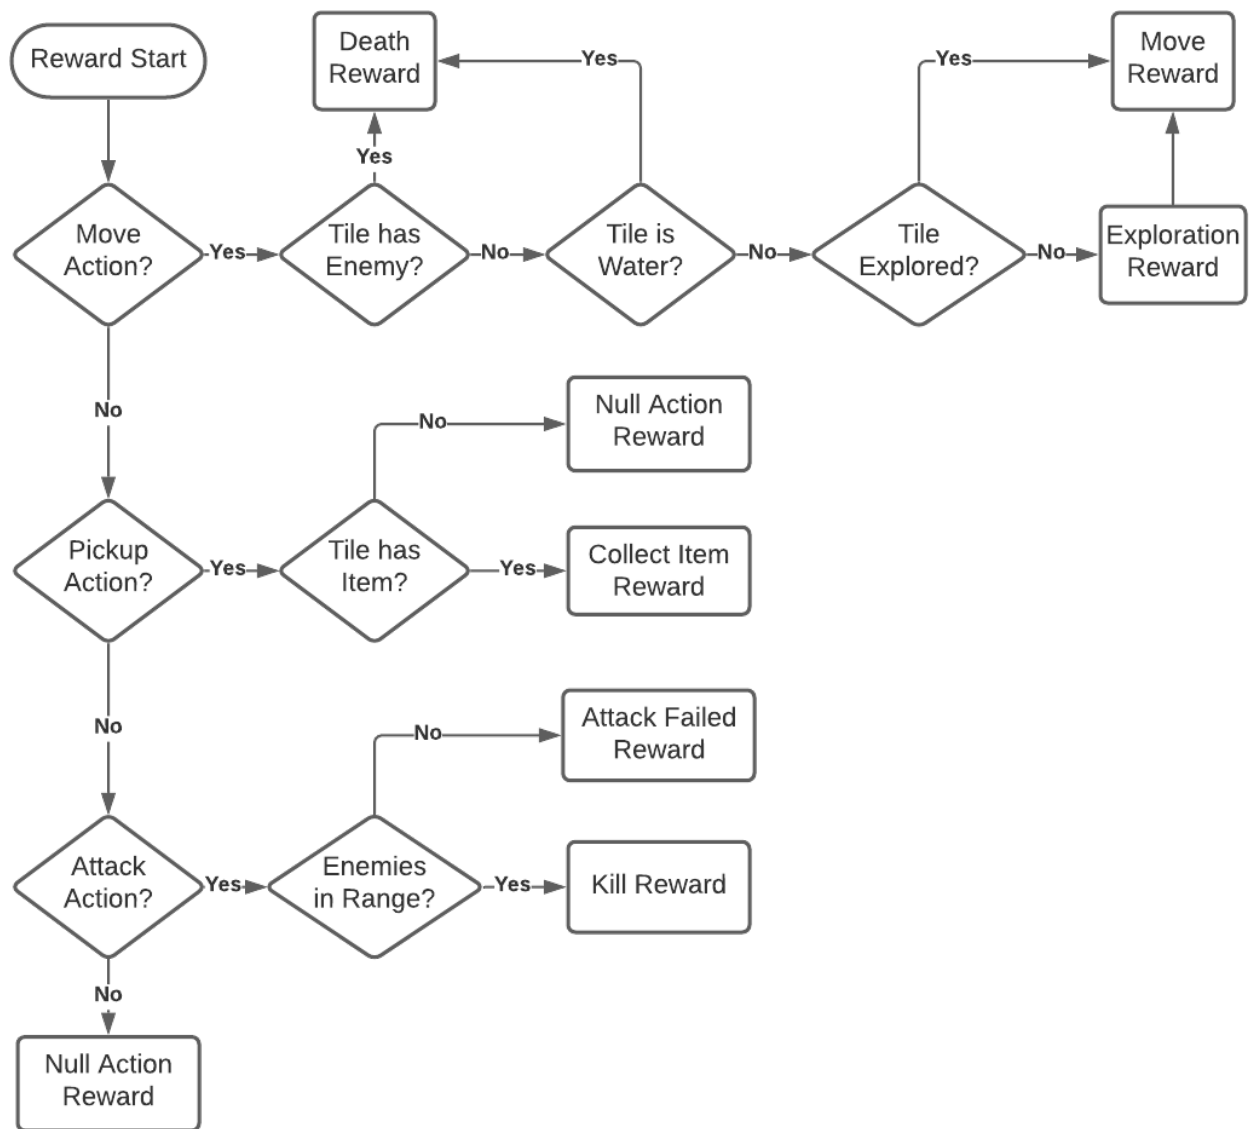 Reward Start
Death
Reward
Yes
Yes
Move
Reward
Yes
Move
Action?
Yes
Tile has
Enemy?
No
Tile is
Water?
No
Tile
Explored?
No
Exploration
Reward
No
No
Null Action
Reward
Pickup
Action?
Yes
Tile has
Item?
Yes
Collect Item
Reward
No
No
Attack Failed
Reward
Attack
Action?
Yes
Enemies
in Range?
Yes
Kill Reward
No
Null Action
Reward